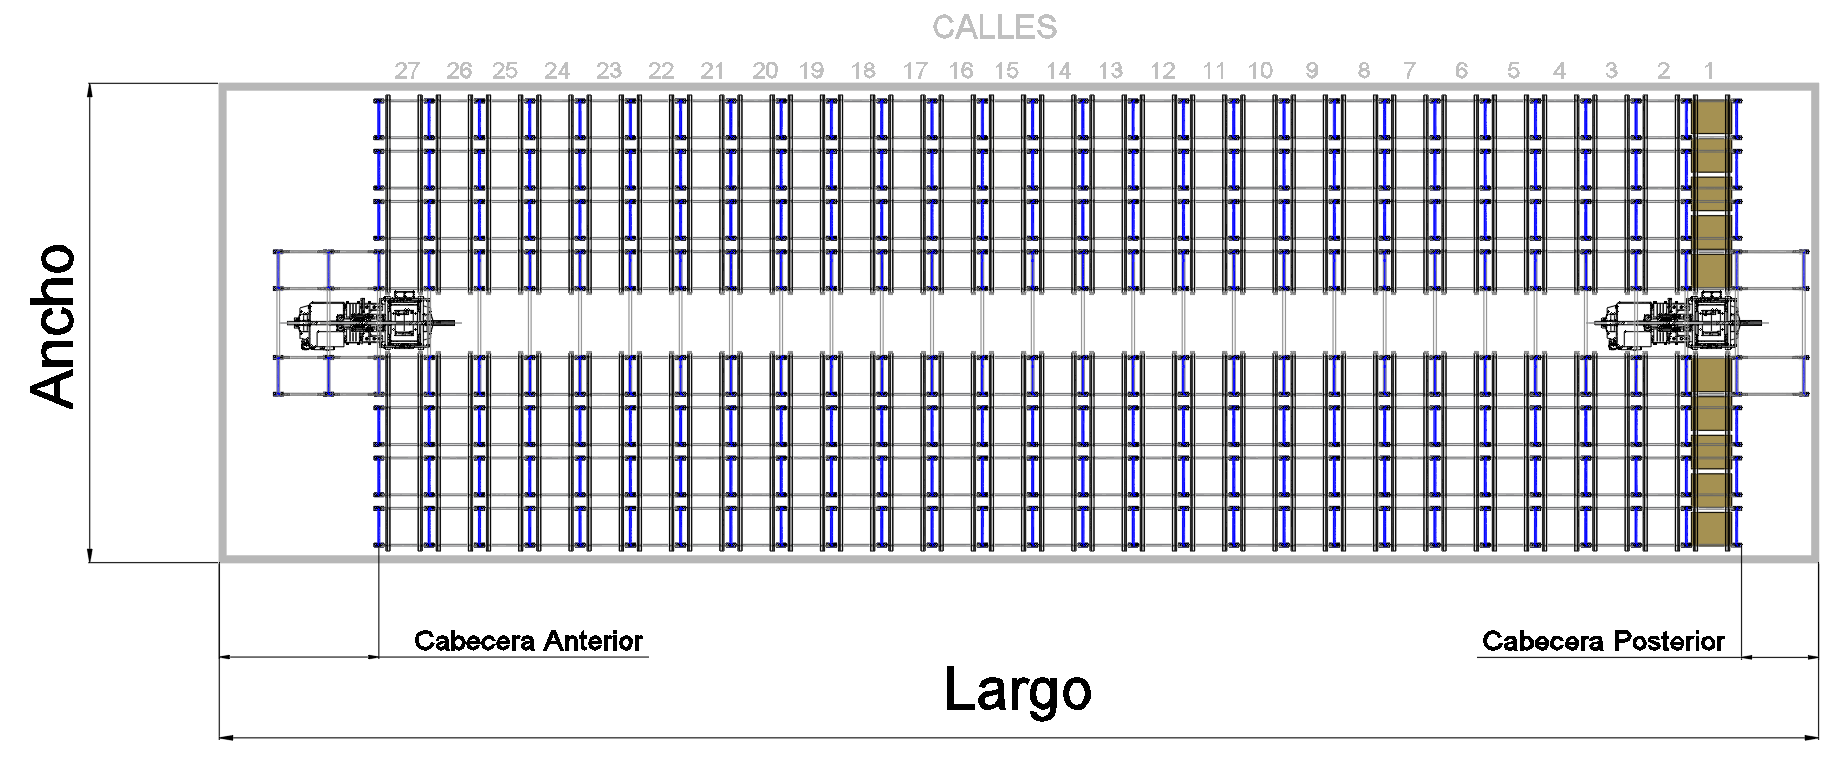 CALLES
27 26 25 24 23 22 21 20 19 18 17 16 15 14 13 12 11 10 9 8 7 6 5 4 3 2 1
Ancho
Cabecera Anterior
Cabecera Posterior
Largo